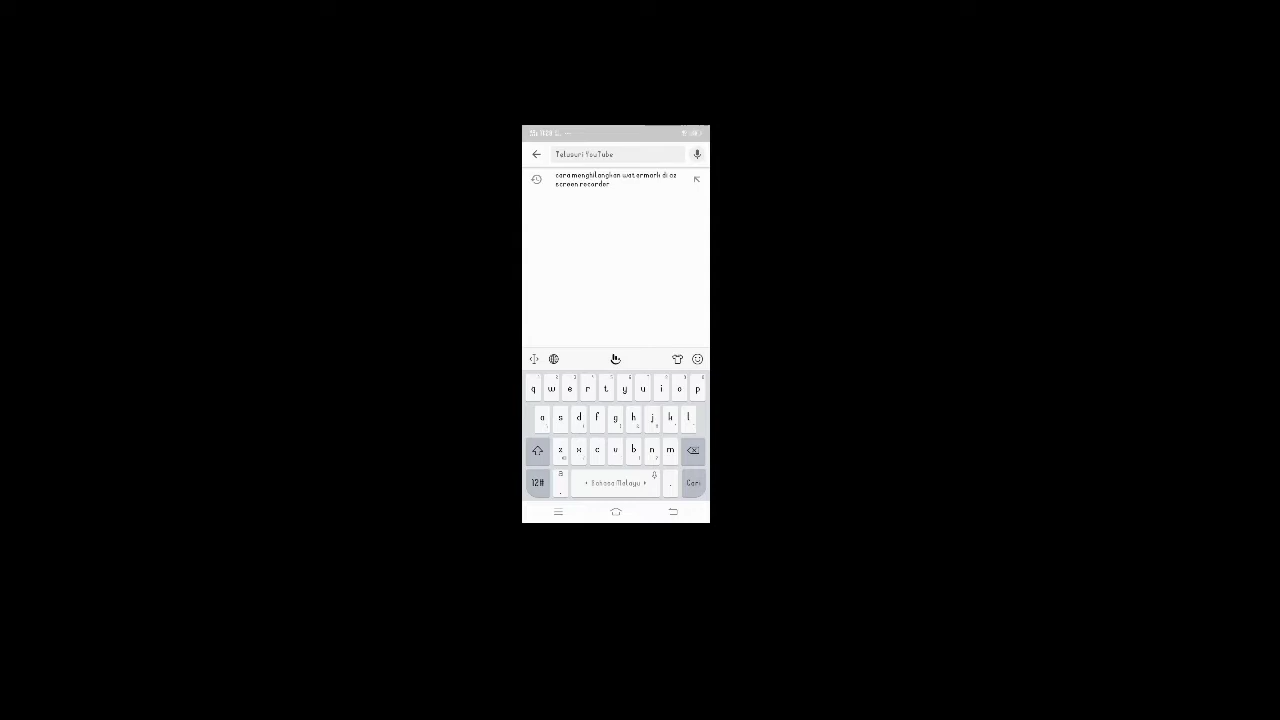 Telusuri YouTube
cara menghilangkan watermark di az
screen recorder
q w e r t y u i o p
a s d f g h j k l
z x c v b n m
12# , Bahasa Melayu . Cari